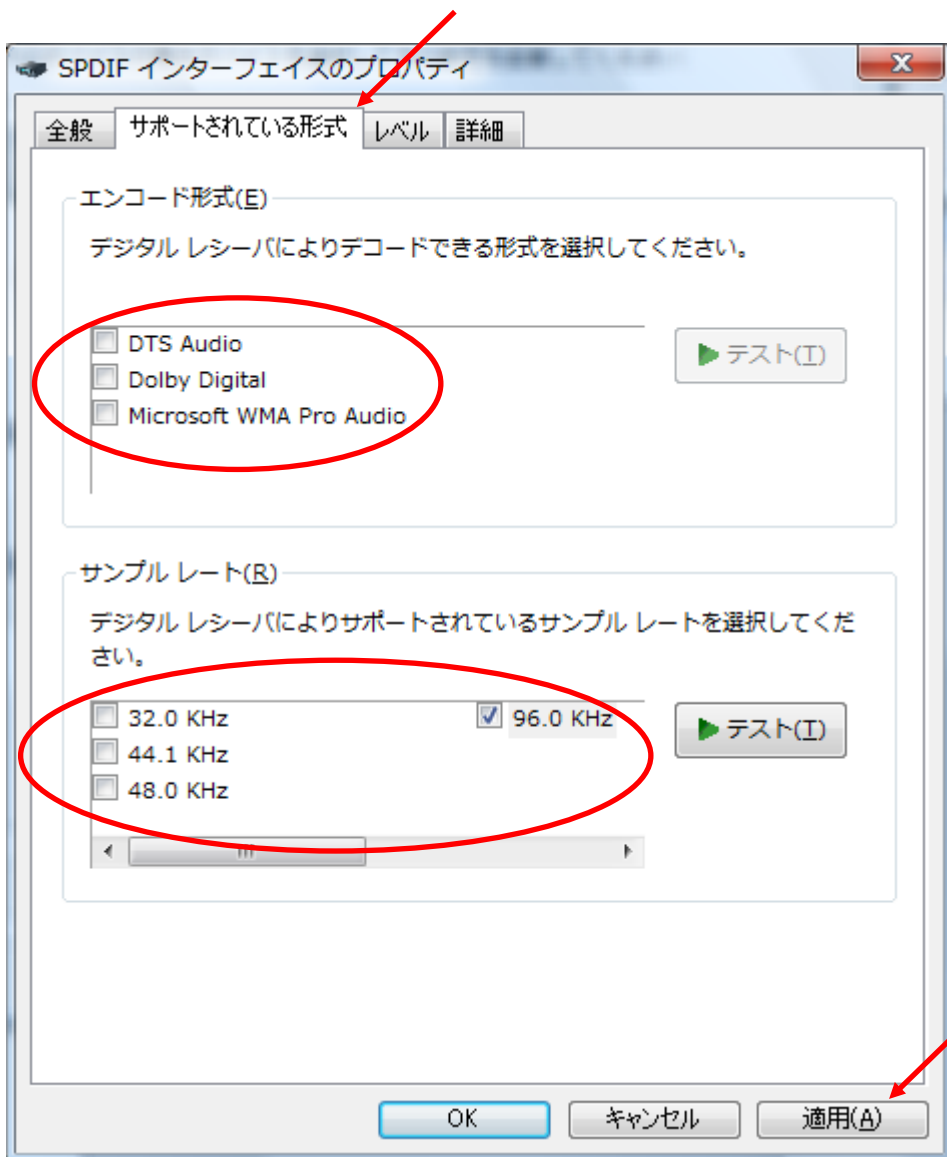 SPDIF インターフェイスのプロパティ
全般 サポートされている形式 レベル 詳細
エンコード形式(E)
デジタル レシーバによりデコードできる形式を選択してください。
DTS Audio
テスト(T)
Dolby Digital
Microsoft WMA Pro Audio
サンプル レート(R)
デジタル レシーバによりサポートされているサンプル レートを選択してくだ
さい。
32.0 KHz 96.0 KHz
テスト(T)
44.1 KHz
48.0 KHz
OK キャンセル 適用(A)